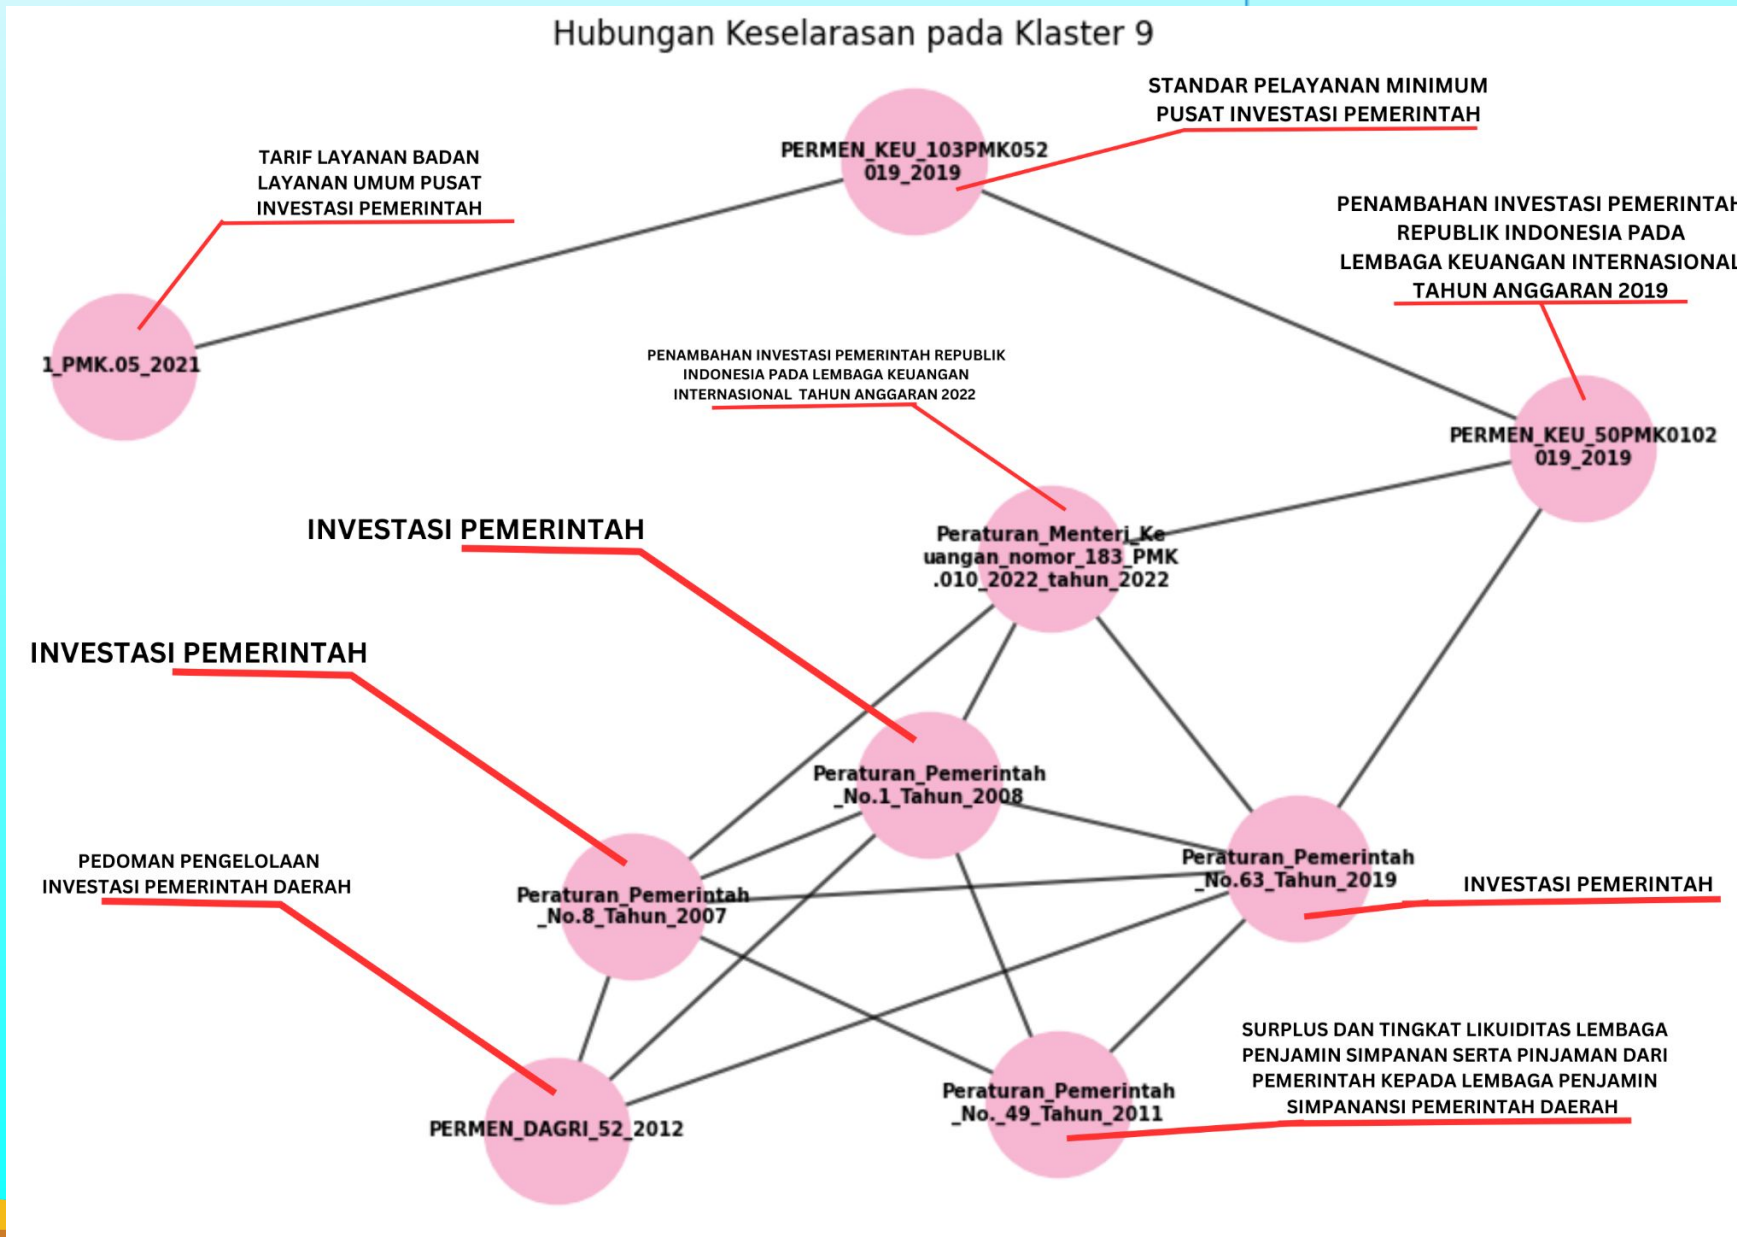 Hubungan Keselarasan pada Klaster 9
STANDAR PELAYANAN MINIMUM
PUSAT INVESTASI PEMERINTAH
PERMEN_KEU_103PMK052
019_2019
TARIF LAYANAN BADAN
LAYANAN UMUM PUSAT
INVESTASI PEMERINTAH
PENAMBAHAN INVESTASI PEMERINTAH
REPUBLIK INDONESIA PADA
LEMBAGA KEUANGAN INTERNASIONAL
TAHUN ANGGARAN 2019
1_PMK.05_2021
PENAMBAHAN INVESTASI PEMERINTAH REPUBLIK
INDONESIA PADA LEMBAGA KEUANGAN
INTERNASIONAL TAHUN ANGGARAN 2022
PERMEN_KEU_50PMK0102
019_2019
INVESTASI PEMERINTAH
Peraturan_Menteri_Ke
uangan_nomor_183_PMK
.010_2022_tahun_2022
INVESTASI PEMERINTAH
Peraturan_Pemerintah
_No.1_Tahun_2008
PEDOMAN PENGELOLAAN
INVESTASI PEMERINTAH DAERAH
Peraturan_Pemerintah
_No.8_Tahun_2007
Peraturan_Pemerintah
_No.63_Tahun_2019
INVESTASI PEMERINTAH
SURPLUS DAN TINGKAT LIKUIDITAS LEMBAGA
PENJAMIN SIMPANAN SERTA PINJAMAN DARI
PEMERINTAH KEPADA LEMBAGA PENJAMIN
SIMPANANSI PEMERINTAH DAERAH
Peraturan_Pemerintah
_No._49_Tahun_2011
PERMEN_DAGRI_52_2012